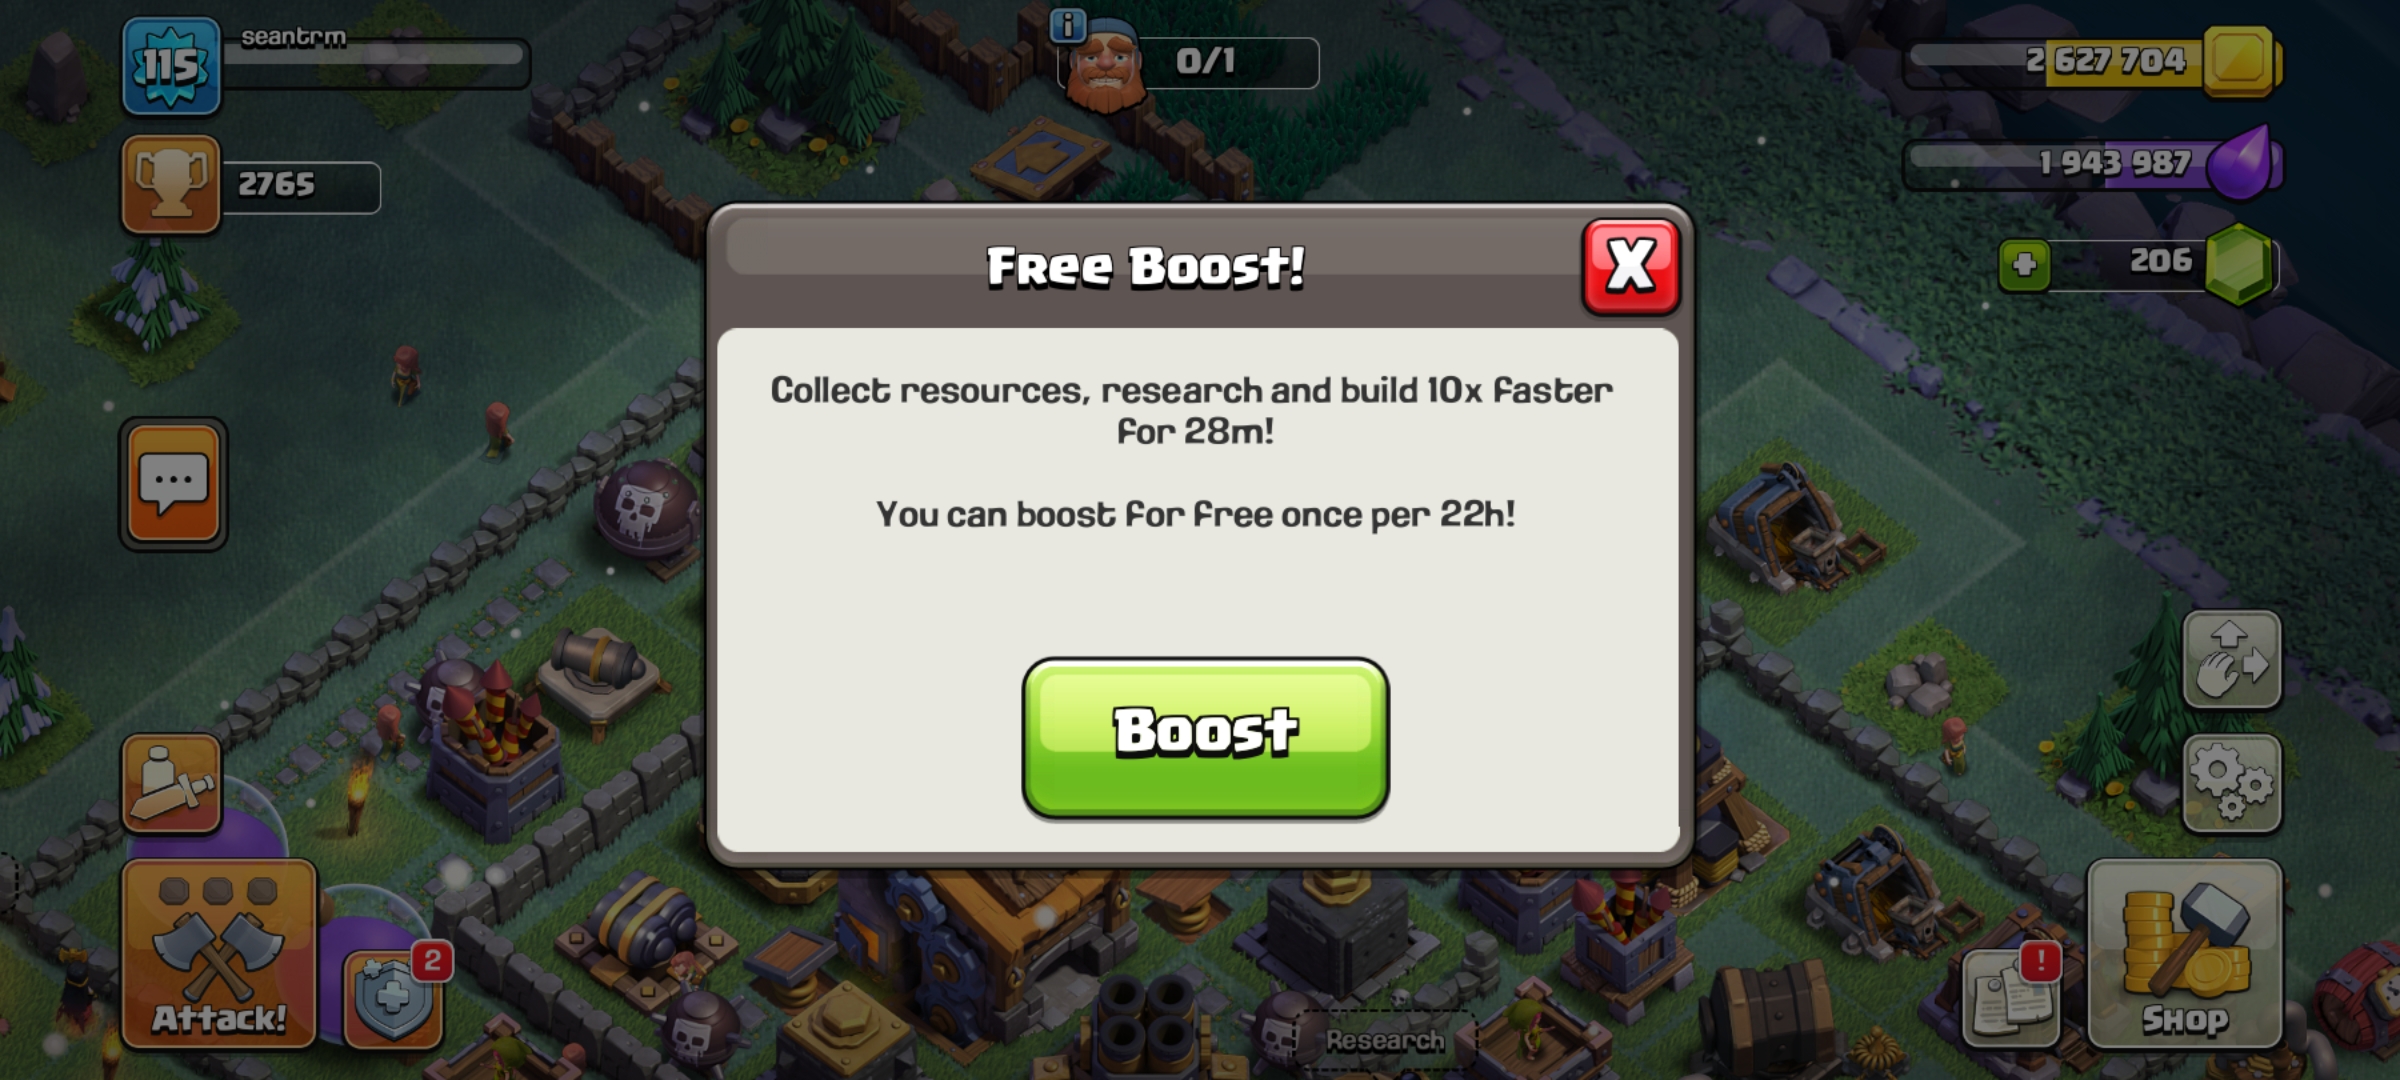 115
seantrm
i
0/1
2 627 704
2765
1 943 987
206
Free Boost!
X
Collect resources, research and build 10x faster
for 28m!
You can boost for free once per 22h!
Boost
2
!
Attack!
Research
Shop